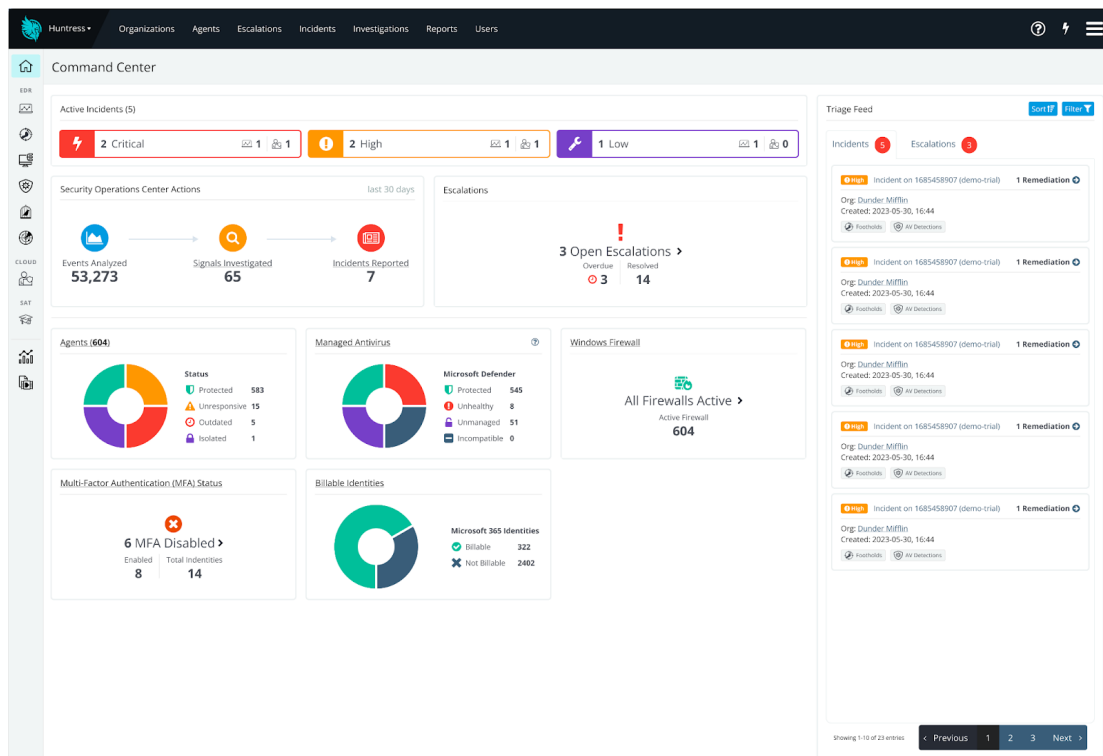 Huntress
Organizations Agents Escalations Incidents Investigations Reports Users
Command Center
EDR
CLOUD
SAT
Active Incidents (5)
2 Critical 1 1
2 High 1 1
1 Low 1 0
Security Operations Center Actions last 30 days
Events Analyzed Signals Investigated Incidents Reported
53,273 65 7
Escalations
3 Open Escalations
Overdue Resolved
3 14
Agents (604)
Status
Protected 583
Unresponsive 15
Outdated 5
Isolated 1
Managed Antivirus
Microsoft Defender
Protected 545
Unhealthy 8
Unmanaged 51
Incompatible 0
Windows Firewall
All Firewalls Active
Active Firewall
604
Multi-Factor Authentication (MFA) Status
6 MFA Disabled
Enabled Total Indentities
8 14
Billable Identities
Microsoft 365 Identities
Billable 322
Not Billable 2402
Triage Feed Sort Filter
Incidents 5 Escalations 3
High Incident on 1685458907 (demo-trial) 1 Remediation
Org: Dunder Mifflin
Created: 2023-05-30, 16:44
Footholds AV Detections
High Incident on 1685458907 (demo-trial) 1 Remediation
Org: Dunder Mifflin
Created: 2023-05-30, 16:44
Footholds AV Detections
High Incident on 1685458907 (demo-trial) 1 Remediation
Org: Dunder Mifflin
Created: 2023-05-30, 16:44
Footholds AV Detections
High Incident on 1685458907 (demo-trial) 1 Remediation
Org: Dunder Mifflin
Created: 2023-05-30, 16:44
Footholds AV Detections
High Incident on 1685458907 (demo-trial) 1 Remediation
Org: Dunder Mifflin
Created: 2023-05-30, 16:44
Footholds AV Detections
Showing 1-10 of 23 entries ‹ Previous 1 2 3 Next ›